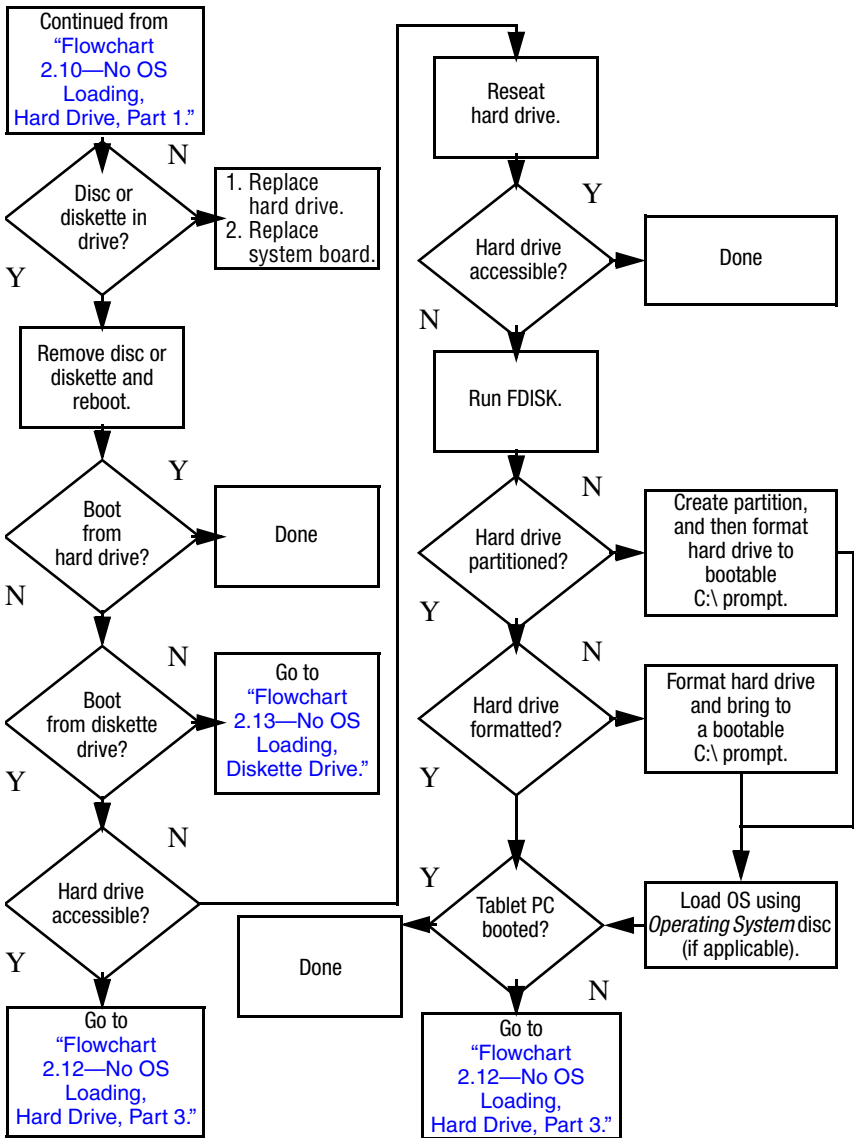 Continued from
“Flowchart
2.10—No OS
Loading,
Hard Drive, Part 1.”
N
Disc or
diskette in
drive?
1. Replace
hard drive.
2. Replace
system board.
Y
Remove disc or
diskette and
reboot.
Y
Boot
from
hard drive?
Done
N
N
Boot
from diskette
drive?
Go to
“Flowchart
2.13—No OS
Loading,
Diskette Drive.”
Y
N
Hard drive
accessible?
Y
Go to
“Flowchart
2.12—No OS
Loading,
Hard Drive, Part 3.”
Reseat
hard drive.
Y
Hard drive
accessible?
Done
N
Run FDISK.
N
Hard drive
partitioned?
Create partition,
and then format
hard drive to
bootable
C:\ prompt.
Y
N
Hard drive
formatted?
Format hard drive
and bring to
a bootable
C:\ prompt.
Y
Y
Tablet PC
booted?
Load OS using
Operating System disc
(if applicable).
Done
N
Go to
“Flowchart
2.12—No OS
Loading,
Hard Drive, Part 3.”